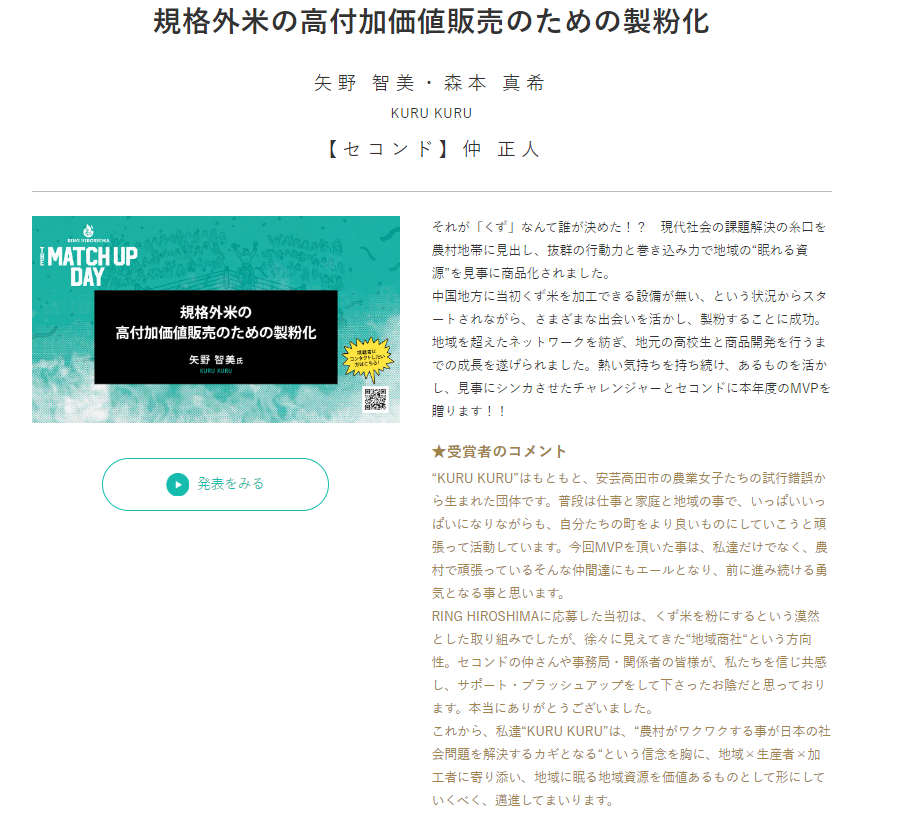 規格外米の高付加価値販売のための製粉化
矢野 智美・森本 真希
KURU KURU
【セコンド】仲 正人
RING HIROSHIMA
THE
MATCH UP
DAY
規格外米の
高付加価値販売のための製粉化
矢野 智美氏
KURU KURU
挑戦者に
コンタクトしたい
方はこちら!
発表をみる
それが「くず」なんて誰が決めた!？　現代社会の課題解決の糸口を
農村地帯に見出し、抜群の行動力と巻き込み力で地域の“眠れる資
源”を見事に商品化されました。
中国地方に当初くず米を加工できる設備が無い、という状況からスタ
ートされながら、さまざまな出会いを活かし、製粉することに成功。
地域を超えたネットワークを紡ぎ、地元の高校生と商品開発を行うま
での成長を遂げられました。熱い気持ちを持ち続け、あるものを活か
し、見事にシンカさせたチャレンジャーとセコンドに本年度のMVPを
贈ります！！
★受賞者のコメント
“KURU KURU”はもともと、安芸高田市の農業女子たちの試行錯誤か
ら生まれた団体です。普段は仕事と家庭と地域の事で、いっぱいいっ
ぱいになりながらも、自分たちの町をより良いものにしていこうと頑
張って活動しています。今回MVPを頂いた事は、私達だけでなく、農
村で頑張っているそんな仲間達にもエールとなり、前に進み続ける勇
気となる事と思います。
RING HIROSHIMAに応募した当初は、くず米を粉にするという漠然
とした取り組みでしたが、徐々に見えてきた“地域商社“という方向
性。セコンドの仲さんや事務局・関係者の皆様が、私たちを信じ共感
し、サポート・ブラッシュアップをして下さったお陰だと思っており
ます。本当にありがとうございました。
これから、私達“KURU KURU”は、“農村がワクワクする事が日本の社
会問題を解決するカギとなる“という信念を胸に、地域×生産者×加
工者に寄り添い、地域に眠る地域資源を価値あるものとして形にして
いくべく、邁進してまいります。